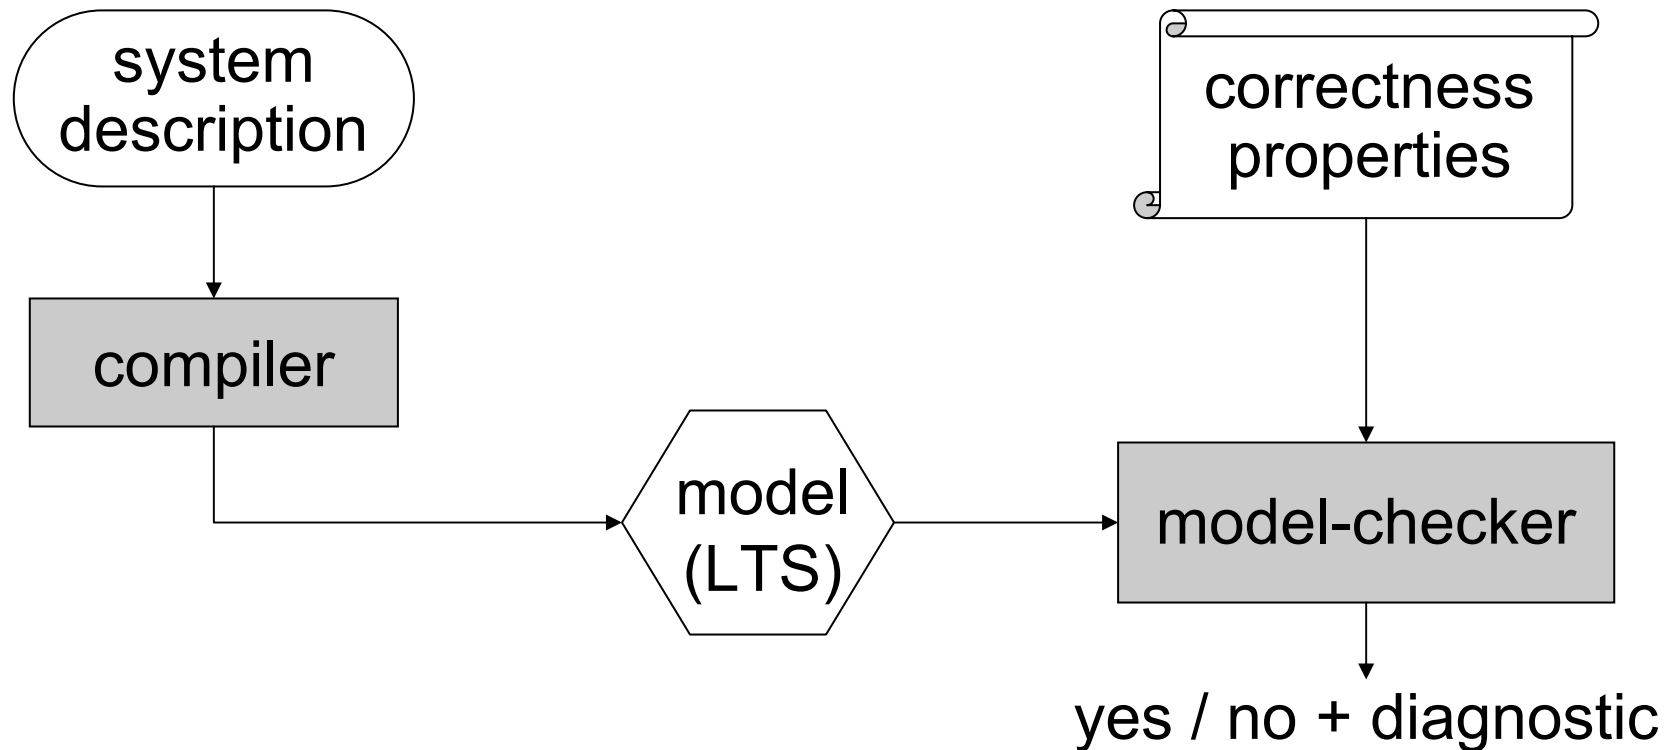 system
description
correctness
properties
compiler
model
(LTS)
model-checker
yes / no + diagnostic